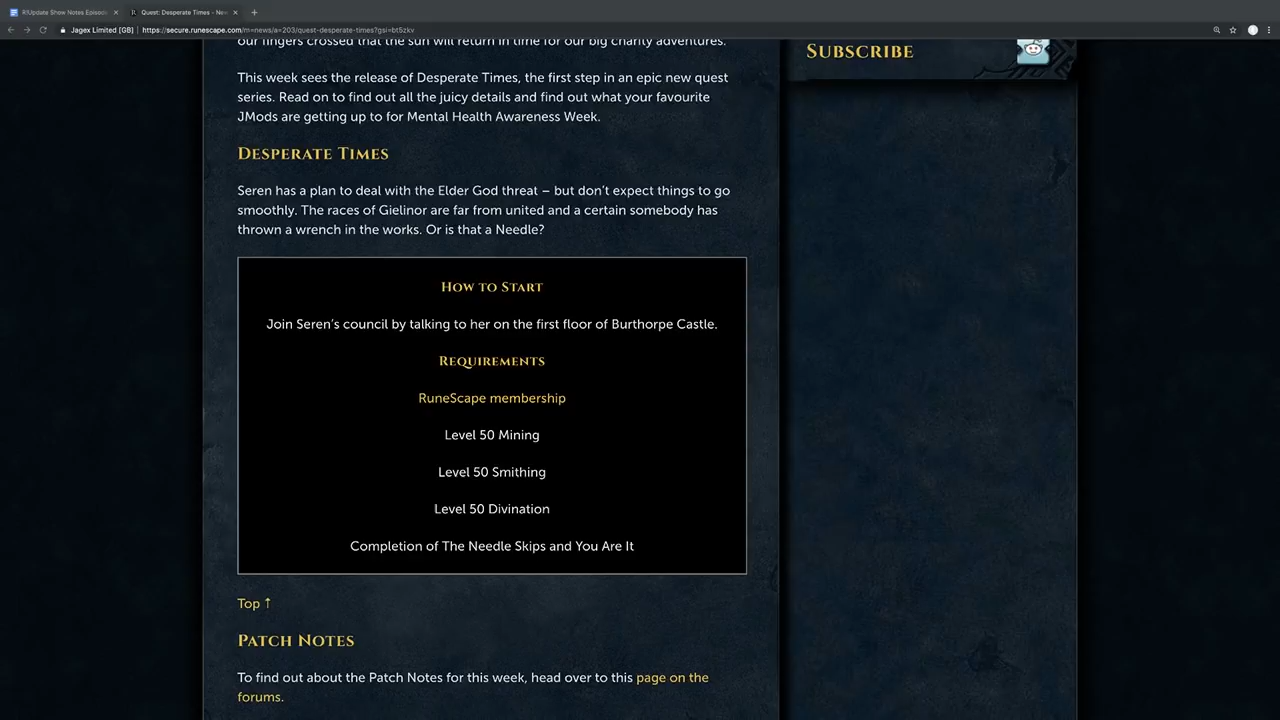 R!Update Show Notes Episode
Quest: Desperate Times - Ne
Jagex Limited [GB] | https://secure.runescape.com/m=news/a=203/quest-desperate-times?gsi=bt5zkv
our fingers crossed that the sun will return in time for our big charity adventures.
SUBSCRIBE
This week sees the release of Desperate Times, the first step in an epic new quest
series. Read on to find out all the juicy details and find out what your favourite
JMods are getting up to for Mental Health Awareness Week.
DESPERATE TIMES
Seren has a plan to deal with the Elder God threat – but don't expect things to go
smoothly. The races of Gielinor are far from united and a certain somebody has
thrown a wrench in the works. Or is that a Needle?
HOW TO START
Join Seren's council by talking to her on the first floor of Burthorpe Castle.
REQUIREMENTS
RuneScape membership
Level 50 Mining
Level 50 Smithing
Level 50 Divination
Completion of The Needle Skips and You Are It
Top ↑
PATCH NOTES
To find out about the Patch Notes for this week, head over to this page on the
forums.